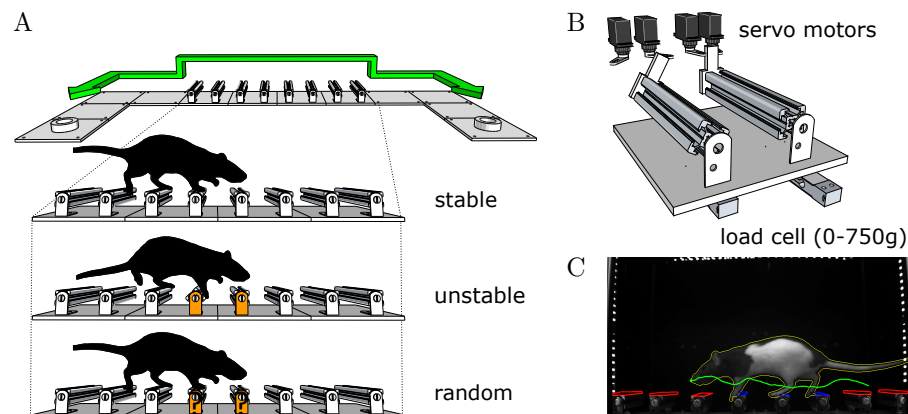 A
stable
unstable
random
B
servo motors
load cell (0-750g)
C